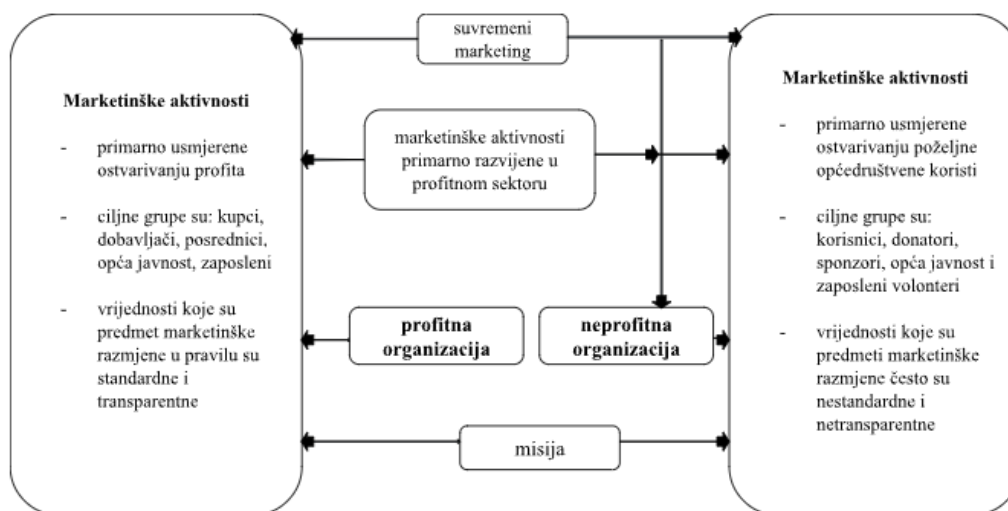 suvremeni
marketing
Marketinške aktivnosti
- primarno usmjerene
ostvarivanju profita
- ciljne grupe su: kupci,
dobavljači, posrednici,
opća javnost, zaposleni
- vrijednosti koje su
predmet marketinške
razmjene u pravilu su
standardne i
transparentne
marketinške aktivnosti
primarno razvijene u
profitnom sektoru
profitna
organizacija
neprofitna
organizacija
misija
Marketinške aktivnosti
- primarno usmjerene
ostvarivanju poželjne
općedruštvene koristi
- ciljne grupe su:
korisnici, donatori,
sponzori, opća javnost i
zaposleni volonteri
- vrijednosti koje su
predmeti marketinške
razmjene često su
nestandardne i
netransparentne